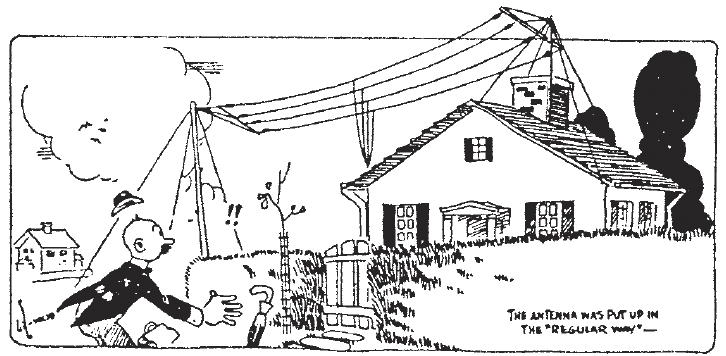 !!
THE ANTENNA WAS PUT UP IN
THE "REGULAR WAY"—